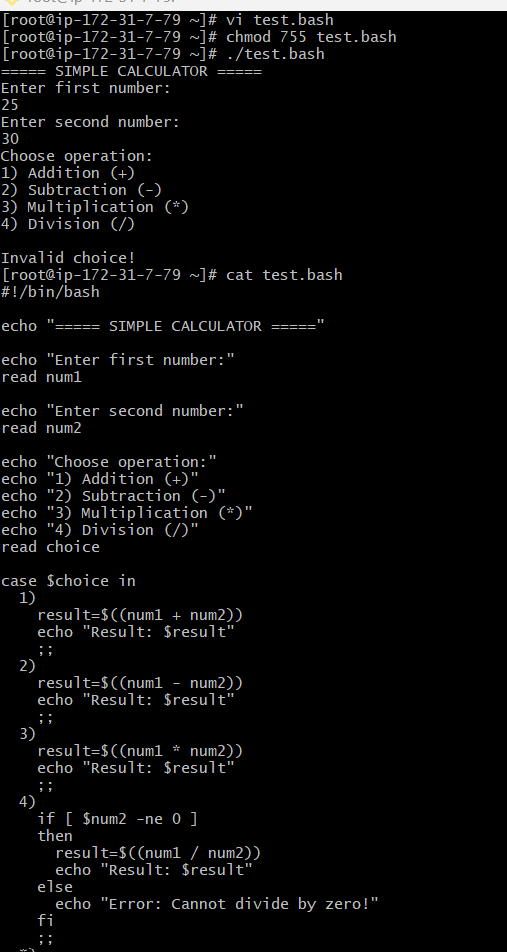 [root@ip-172-31-7-79 ~]# vi test.bash
[root@ip-172-31-7-79 ~]# chmod 755 test.bash
[root@ip-172-31-7-79 ~]# ./test.bash
===== SIMPLE CALCULATOR =====
Enter first number:
25
Enter second number:
30
Choose operation:
1) Addition (+)
2) Subtraction (-)
3) Multiplication (*)
4) Division (/)

Invalid choice!
[root@ip-172-31-7-79 ~]# cat test.bash
#!/bin/bash

echo "===== SIMPLE CALCULATOR ====="

echo "Enter first number:"
read num1

echo "Enter second number:"
read num2

echo "Choose operation:"
echo "1) Addition (+)"
echo "2) Subtraction (-)"
echo "3) Multiplication (*)"
echo "4) Division (/)"
read choice

case $choice in
  1)
    result=$((num1 + num2))
    echo "Result: $result"
    ;;
  2)
    result=$((num1 - num2))
    echo "Result: $result"
    ;;
  3)
    result=$((num1 * num2))
    echo "Result: $result"
    ;;
  4)
    if [ $num2 -ne 0 ]
    then
      result=$((num1 / num2))
      echo "Result: $result"
    else
      echo "Error: Cannot divide by zero!"
    fi
    ;;